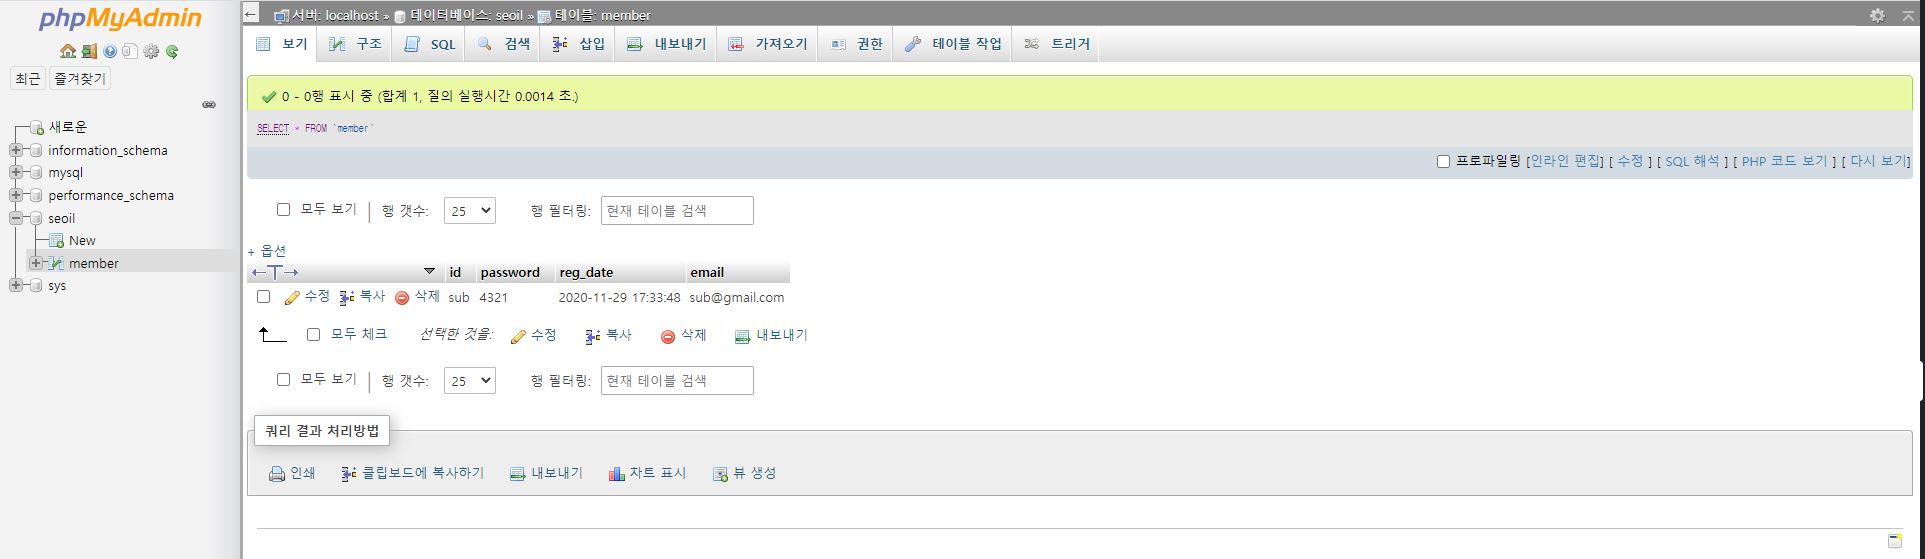 phpMyAdmin
최근 즐겨찾기
새로운
information_schema
mysql
performance_schema
seoil
New
member
sys
서버: localhost » 데이터베이스: seoil » 테이블: member
보기 구조 SQL 검색 삽입 내보내기 가져오기 권한 테이블 작업 트리거
0 - 0행 표시 중 (합계 1, 질의 실행시간 0.0014 초.)
SELECT * FROM `member`
프로파일링 [인라인 편집] [ 수정 ] [ SQL 해석 ] [ PHP 코드 보기 ] [ 다시 보기]
모두 보기 | 행 갯수: 25 행 필터링: 현재 테이블 검색
+ 옵션
←T→ id password reg_date email
수정 복사 삭제 sub 4321 2020-11-29 17:33:48 sub@gmail.com
모두 체크 선택한 것을: 수정 복사 삭제 내보내기
모두 보기 | 행 갯수: 25 행 필터링: 현재 테이블 검색
쿼리 결과 처리방법
인쇄 클립보드에 복사하기 내보내기 차트 표시 뷰 생성